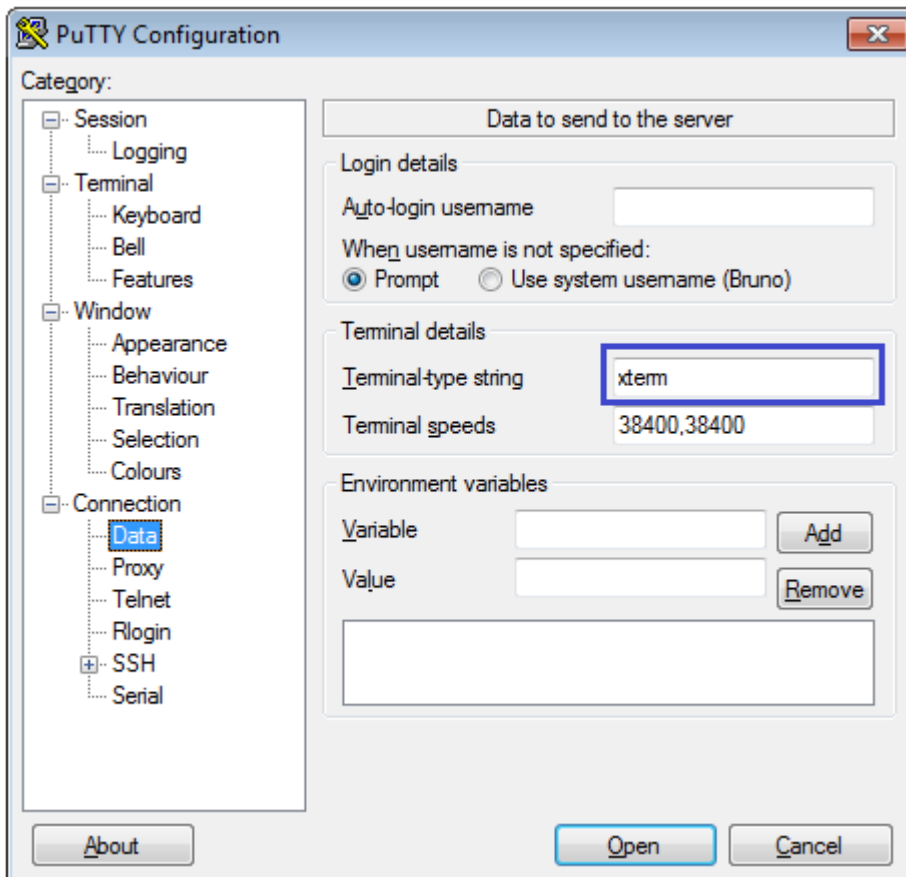 PuTTY Configuration
Category:
Session
Logging
Terminal
Keyboard
Bell
Features
Window
Appearance
Behaviour
Translation
Selection
Colours
Connection
Data
Proxy
Telnet
Rlogin
SSH
Serial
Data to send to the server
Login details
Auto-login username
When username is not specified:
Prompt Use system username (Bruno)
Terminal details
Terminal-type string xterm
Terminal speeds 38400,38400
Environment variables
Variable Add
Value Remove
About Open Cancel